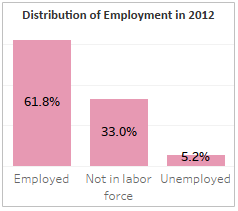 Distribution of Employment in 2012
61.8%
33.0%
5.2%
Employed
Not in labor force
Unemployed